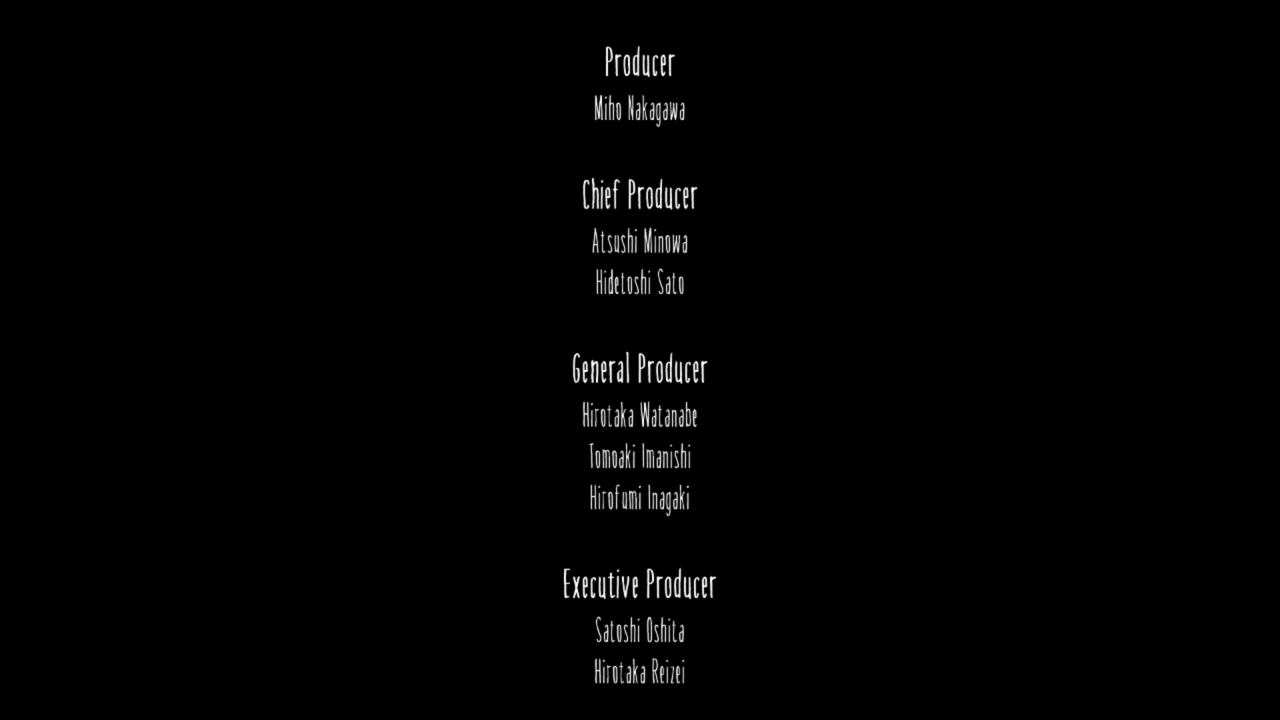 Producer
Miho Nakagawa
Chief Producer
Atsushi Minowa
Hidetoshi Sato
General Producer
Hirotaka Watanabe
Tomoaki Imanishi
Hirofumi Inagaki
Executive Producer
Satoshi Oshita
Hirotaka Reizei